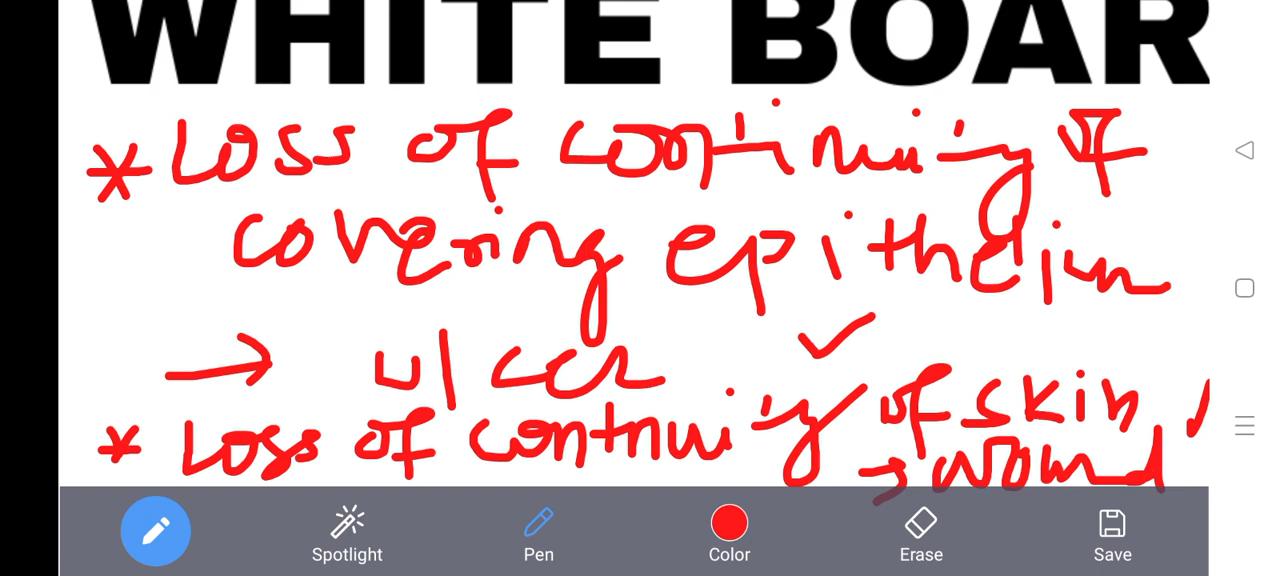 WHITE BOAR
* Loss of continuity of
covering epithelium
→ ulcer ✓
* Loss of continuity of skin
→ wound
Spotlight
Pen
Color
Erase
Save